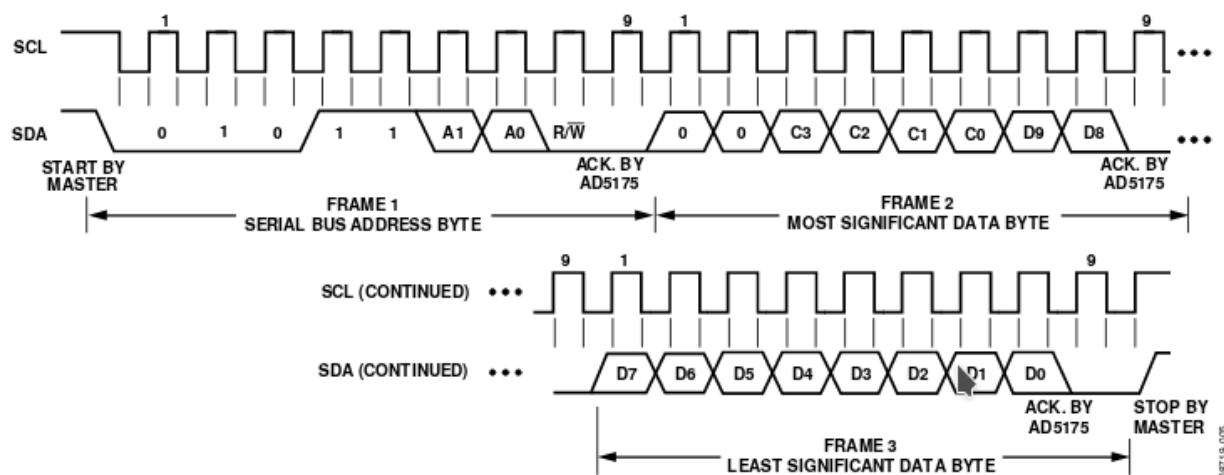 1 9 1 9
SCL
SDA 0 1 0 1 1 A1 A0 R/W 0 0 C3 C2 C1 C0 D9 D8
START BY
MASTER
ACK. BY
AD5175
ACK. BY
AD5175
FRAME 1
SERIAL BUS ADDRESS BYTE
FRAME 2
MOST SIGNIFICANT DATA BYTE
9 1 9
SCL (CONTINUED)
SDA (CONTINUED) D7 D6 D5 D4 D3 D2 D1 D0
ACK. BY
AD5175
STOP BY
MASTER
FRAME 3
LEAST SIGNIFICANT DATA BYTE